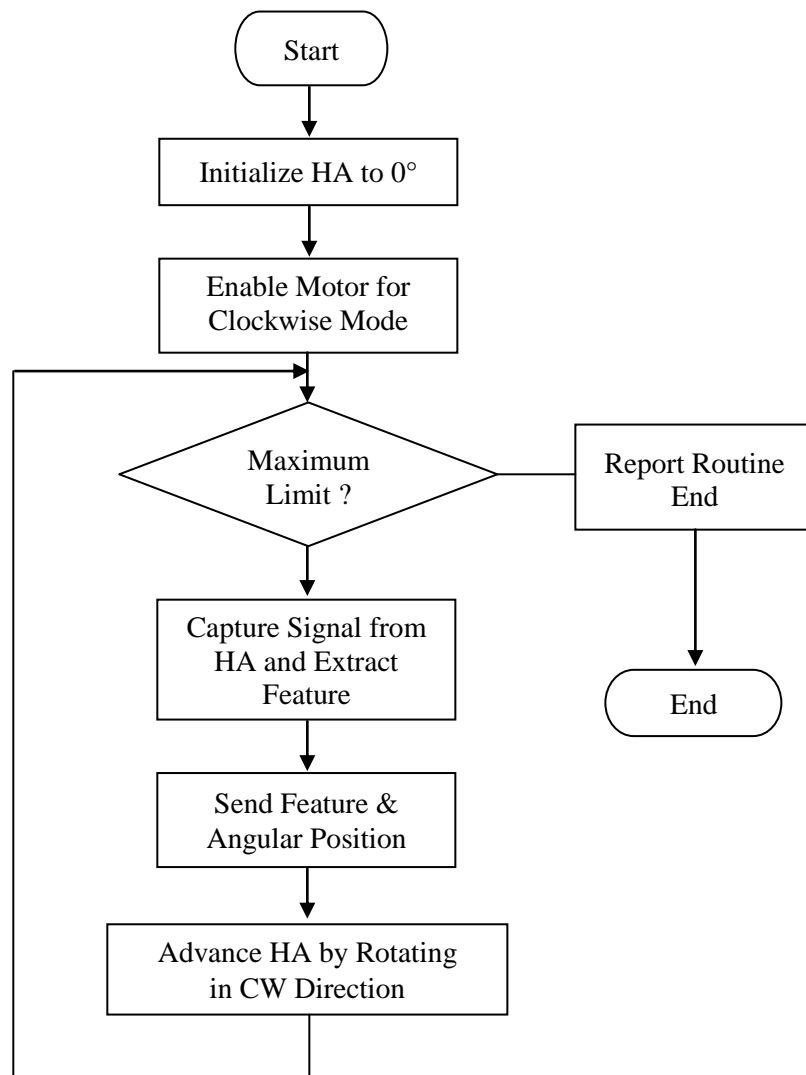 Start
Initialize HA to 0°
Enable Motor for
Clockwise Mode
Maximum
Limit ?
Report Routine
End
Capture Signal from
HA and Extract
Feature
End
Send Feature &
Angular Position
Advance HA by Rotating
in CW Direction